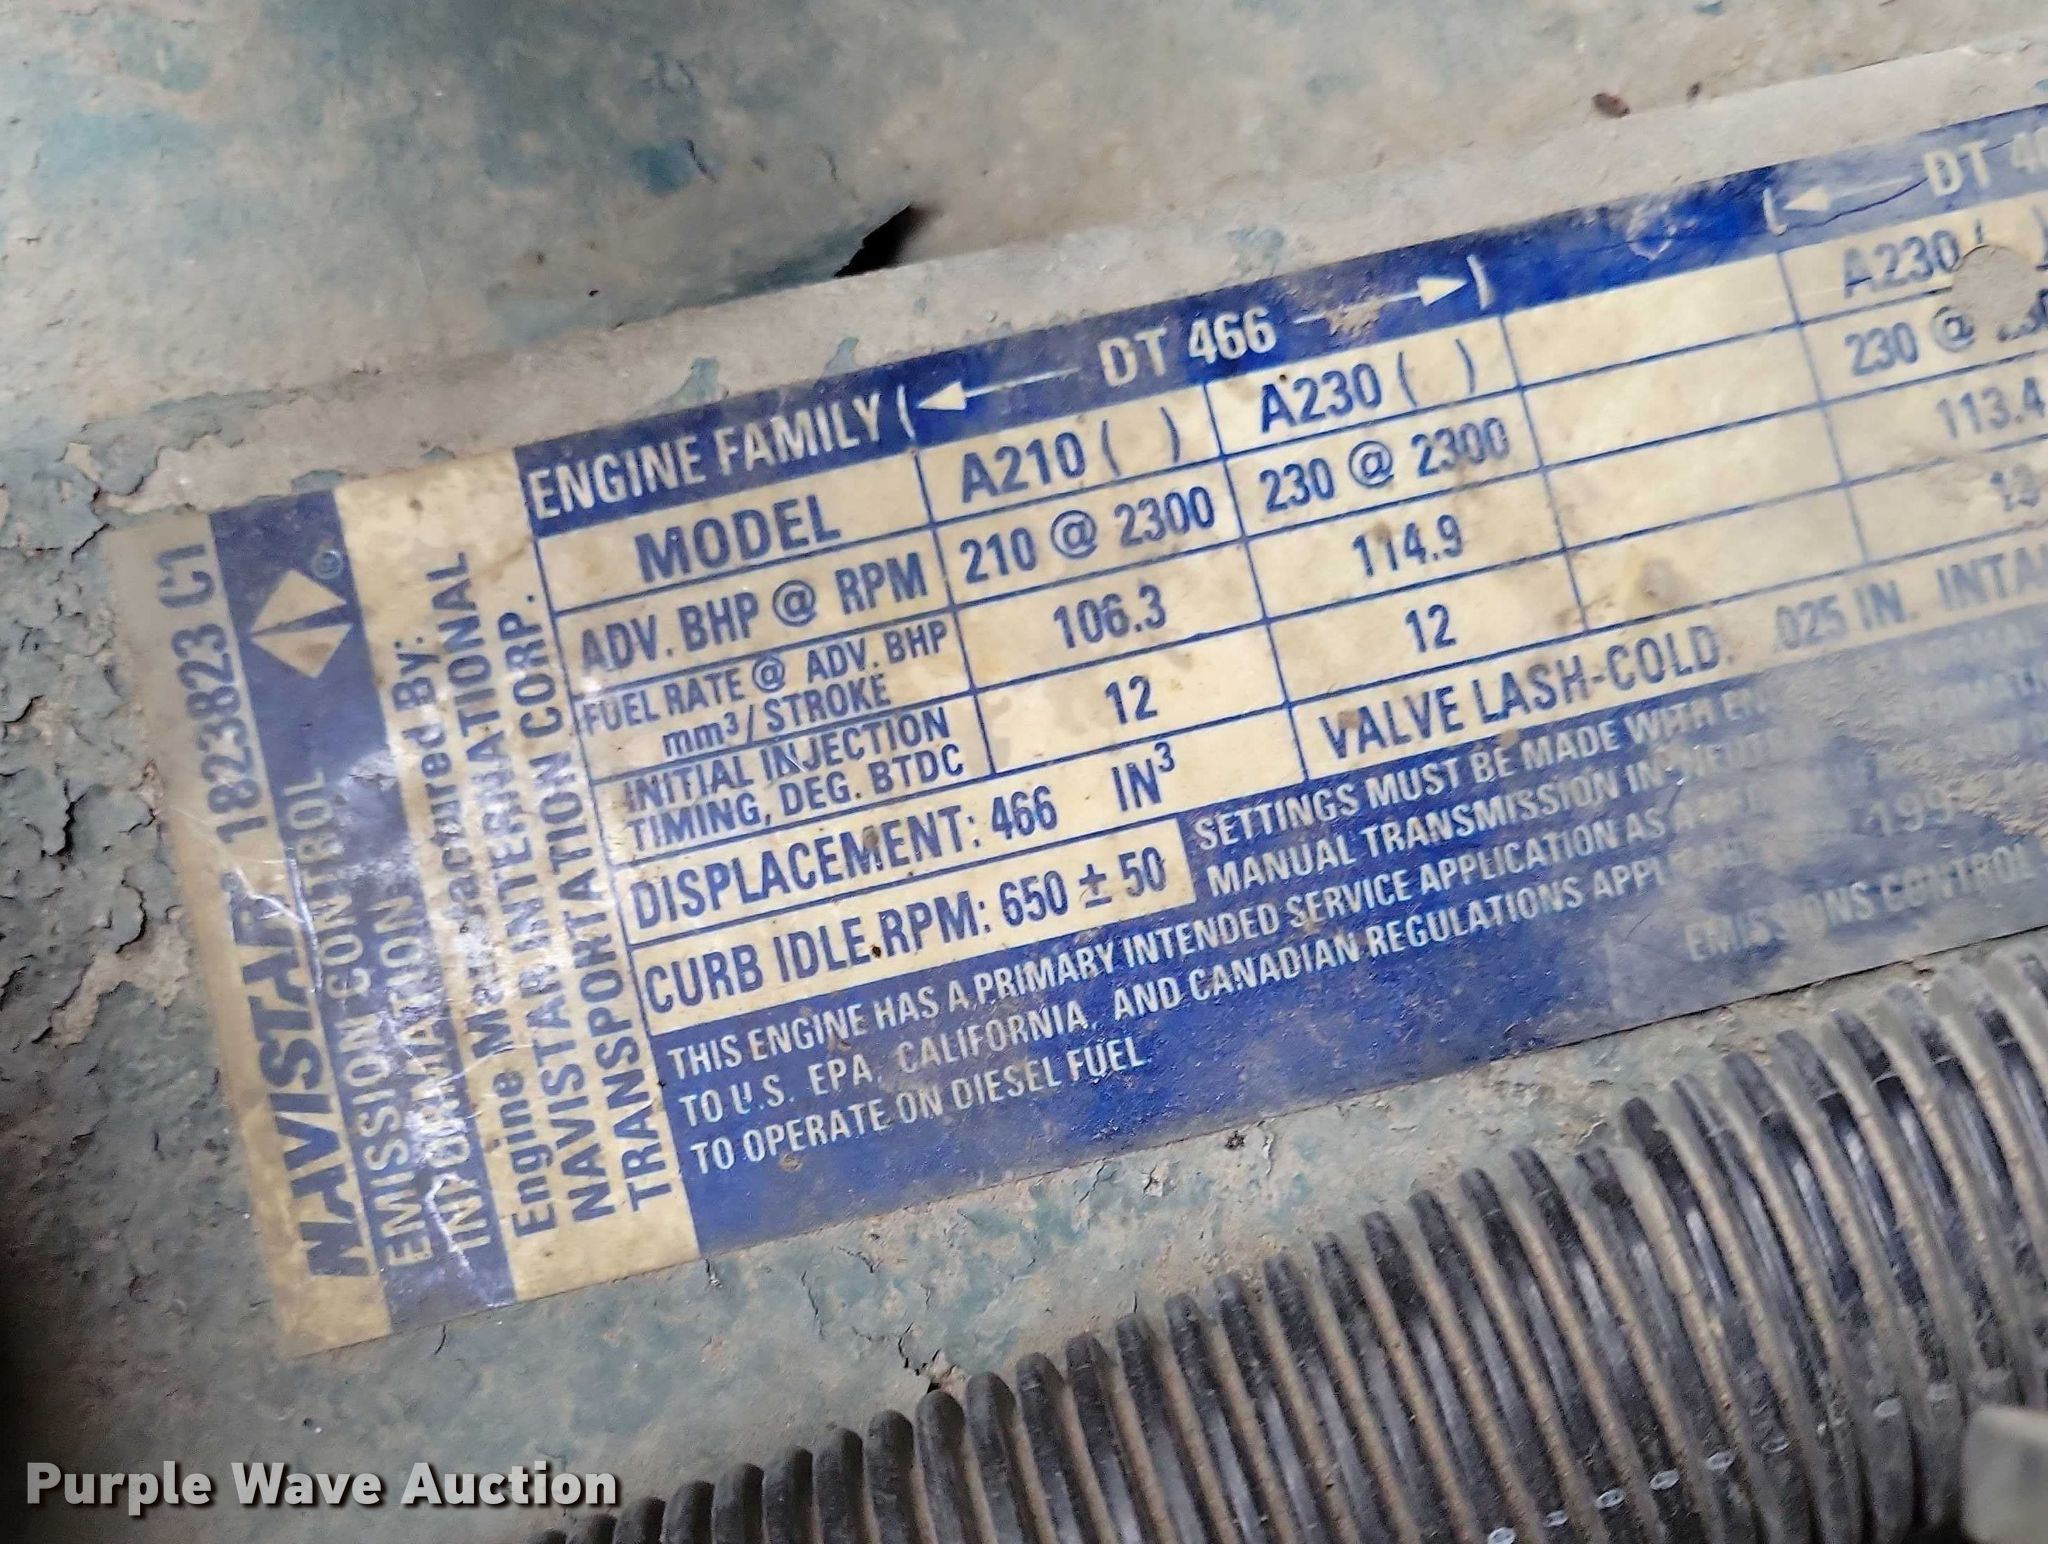 1823823 C1
NAVISTAR®
EMISSION CONTROL
INFORMATION
Engine Manufactured By:
NAVISTAR INTERNATIONAL
TRANSPORTATION CORP.
ENGINE FAMILY DT 466 DT
MODEL A210 ( ) A230 ( ) A230 ( )
ADV. BHP @ RPM 210 @ 2300 230 @ 2300 230 @
FUEL RATE @ ADV. BHP
mm³/STROKE 106.3 114.9 113.4
INITIAL INJECTION
TIMING, DEG. BTDC 12 12
DISPLACEMENT: 466 IN³ VALVE LASH-COLD: .025 IN.
CURB IDLE RPM: 650 ± 50
SETTINGS MUST BE MADE WITH
MANUAL TRANSMISSION IN
THIS ENGINE HAS A PRIMARY INTENDED SERVICE APPLICATION AS
TO U.S. EPA, CALIFORNIA, AND CANADIAN REGULATIONS
TO OPERATE ON DIESEL FUEL.
EMISSIONS CONTROL
Purple Wave Auction